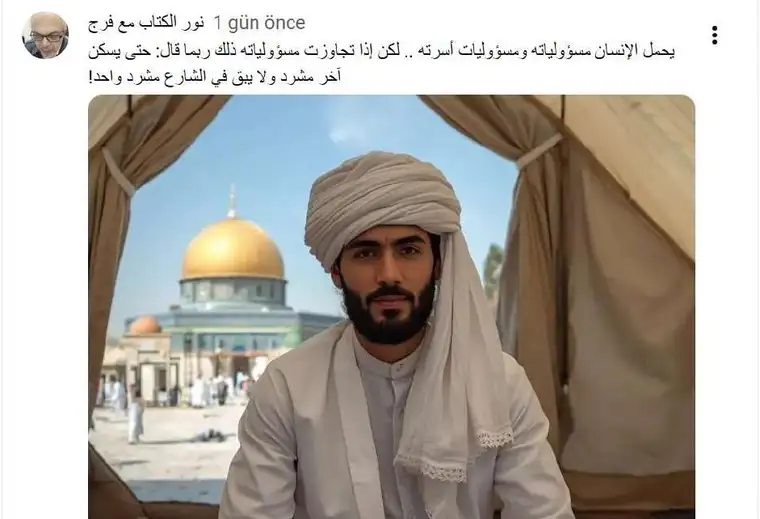 نور الكتاب مع فرج 1 gün önce
يحمل الإنسان مسؤولياته ومسؤوليات أسرته .. لكن إذا تجاوزت مسؤولياته ذلك ربما قال: حتى يسكن
آخر مشرد ولا يبق في الشارع مشرد واحد!